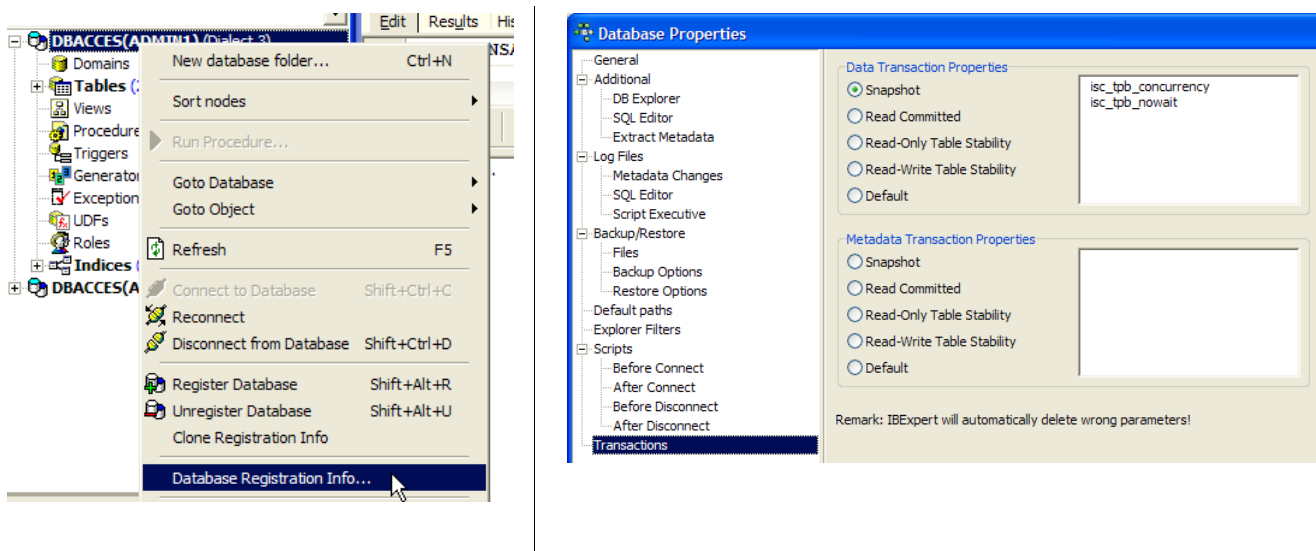 Edit Results His
DBACCES(ADMIN1) (Dialect 3)
NSA
Domains
Tables (2
Views
Procedure
Triggers
Generator
Exception
UDFs
Roles
Indices (
DBACCES(A
New database folder... Ctrl+N
Sort nodes
Run Procedure...
Goto Database
Goto Object
Refresh F5
Connect to Database Shift+Ctrl+C
Reconnect
Disconnect from Database Shift+Ctrl+D
Register Database Shift+Alt+R
Unregister Database Shift+Alt+U
Clone Registration Info
Database Registration Info...
Database Properties
General
Additional
DB Explorer
SQL Editor
Extract Metadata
Log Files
Metadata Changes
SQL Editor
Script Executive
Backup/Restore
Files
Backup Options
Restore Options
Default paths
Explorer Filters
Scripts
Before Connect
After Connect
Before Disconnect
After Disconnect
Transactions
Data Transaction Properties
Snapshot
Read Committed
Read-Only Table Stability
Read-Write Table Stability
Default
isc_tpb_concurrency
isc_tpb_nowait
Metadata Transaction Properties
Snapshot
Read Committed
Read-Only Table Stability
Read-Write Table Stability
Default
Remark: IBExpert will automatically delete wrong parameters!